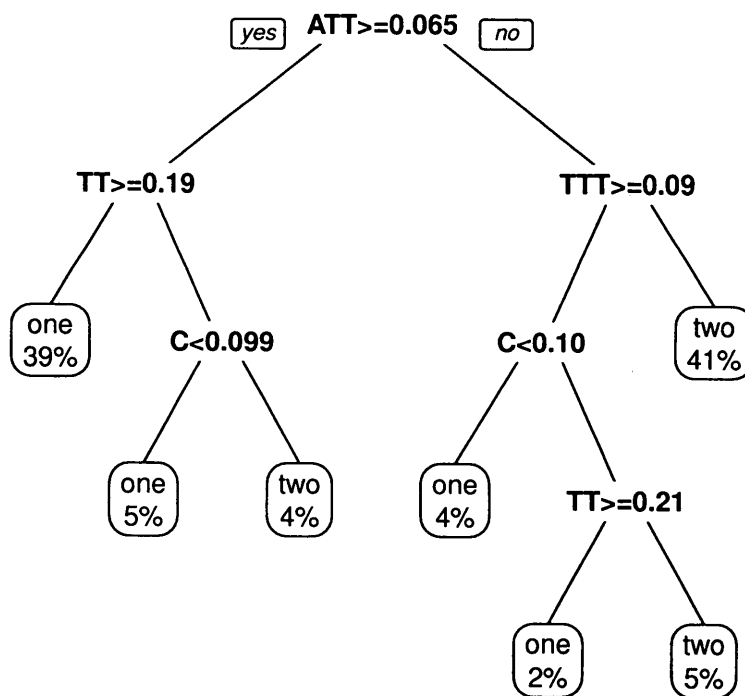 yes ATT>=0.065 no
TT>=0.19 TTT>=0.09
one
39%
C<0.099 C<0.10
two
41%
one two one
5% 4% 4%
TT>=0.21
one two
2% 5%